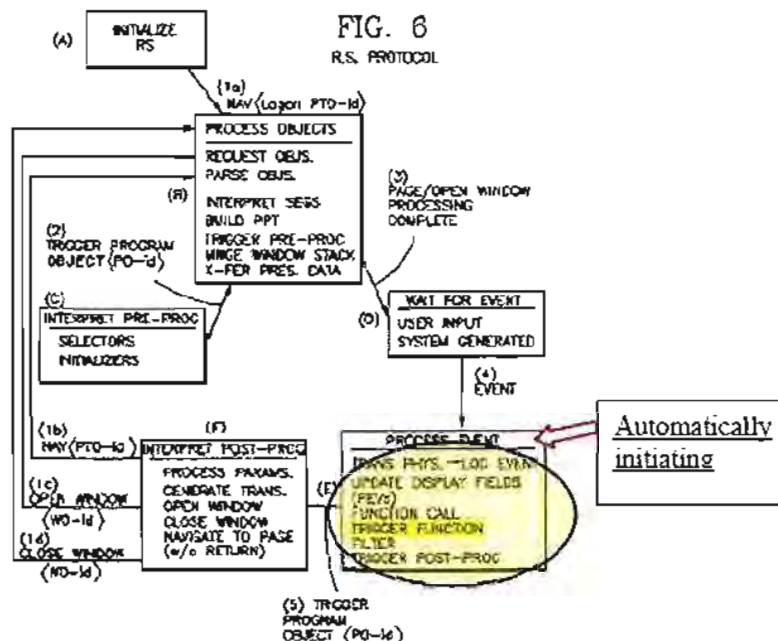 FIG. 6
R.S. PROTOCOL
(A)
INITIALIZE
RS
(1a)
NAV (Logon PTO-id)
PROCESS OBJECTS
REQUEST OBJS.
PARSE OBJS.
(B)
INTERPRET SEGS
BUILD PPT
TRIGGER PRE-PROC
MNGE WINDOW STACK
X-FER PRES. DATA
(3)
PAGE/OPEN WINDOW
PROCESSING
COMPLETE
(2)
TRIGGER PROGRAM
OBJECT (PO-id)
(C)
INTERPRET PRE-PROC
SELECTORS
INITIALIZERS
(D)
WAIT FOR EVENT
USER INPUT
SYSTEM GENERATED
(4)
EVENT
Automatically
initiating
(E)
PROCESS EVENT
TRANS PHYS.→LOG EVENT
UPDATE DISPLAY FIELDS
(PEVs)
FUNCTION CALL
TRIGGER FUNCTION
FILTER
TRIGGER POST-PROC
(F)
INTERPRET POST-PROC
PROCESS PARAMS.
GENERATE TRANS.
OPEN WINDOW
CLOSE WINDOW
NAVIGATE TO PAGE
(w/o RETURN)
(1b)
NAV (PTO-id)
(1c)
OPEN WINDOW
(WO-id)
(1d)
CLOSE WINDOW
(WO-id)
(5) TRIGGER
PROGRAM
OBJECT (PO-id)